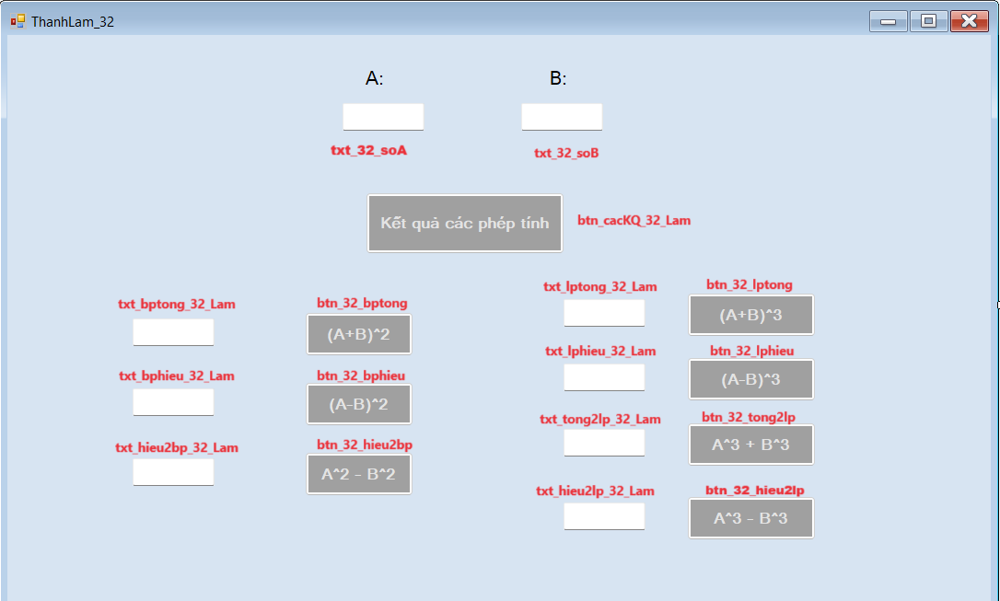 ThanhLam_32
A: B:
txt_32_soA txt_32_soB
Kết quả các phép tính btn_cacKQ_32_Lam
txt_bptong_32_Lam btn_32_bptong
(A+B)^2
txt_bphieu_32_Lam btn_32_bphieu
(A-B)^2
txt_hieu2bp_32_Lam btn_32_hieu2bp
A^2 - B^2
txt_lptong_32_Lam btn_32_lptong
(A+B)^3
txt_lphieu_32_Lam btn_32_lphieu
(A-B)^3
txt_tong2lp_32_Lam btn_32_tong2lp
A^3 + B^3
txt_hieu2lp_32_Lam btn_32_hieu2lp
A^3 - B^3